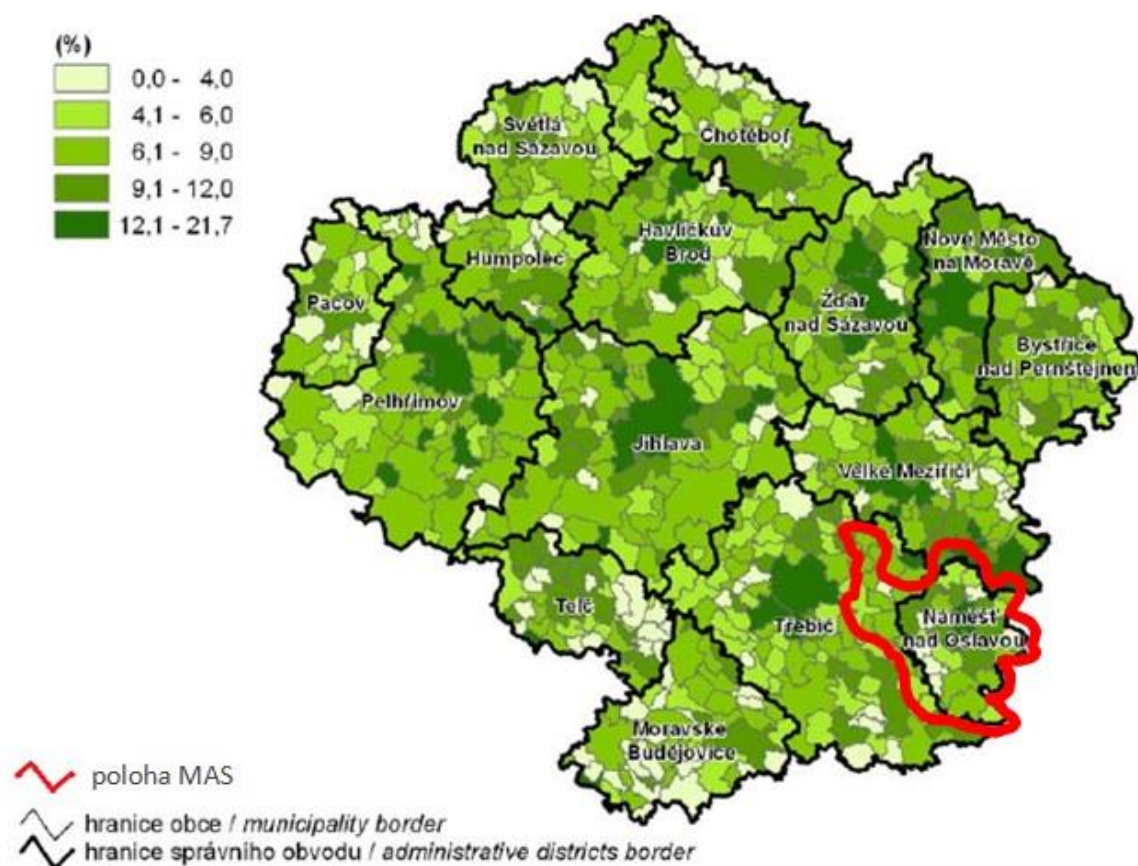 (%)
0,0 - 4,0
4,1 - 6,0
6,1 - 9,0
9,1 - 12,0
12,1 - 21,7
Světlá
nad Sázavou
Chotěboř
Havlíčkův
Brod
Humpolec
Pacov
Nové Město
na Moravě
Žďár
nad Sázavou
Bystřice
nad Pernštejnem
Pelhřimov
Jihlava
Velké Meziříčí
Telč
Třebíč
Náměšť
nad Oslavou
Moravské
Budějovice
poloha MAS
hranice obce / municipality border
hranice správního obvodu / administrative districts border